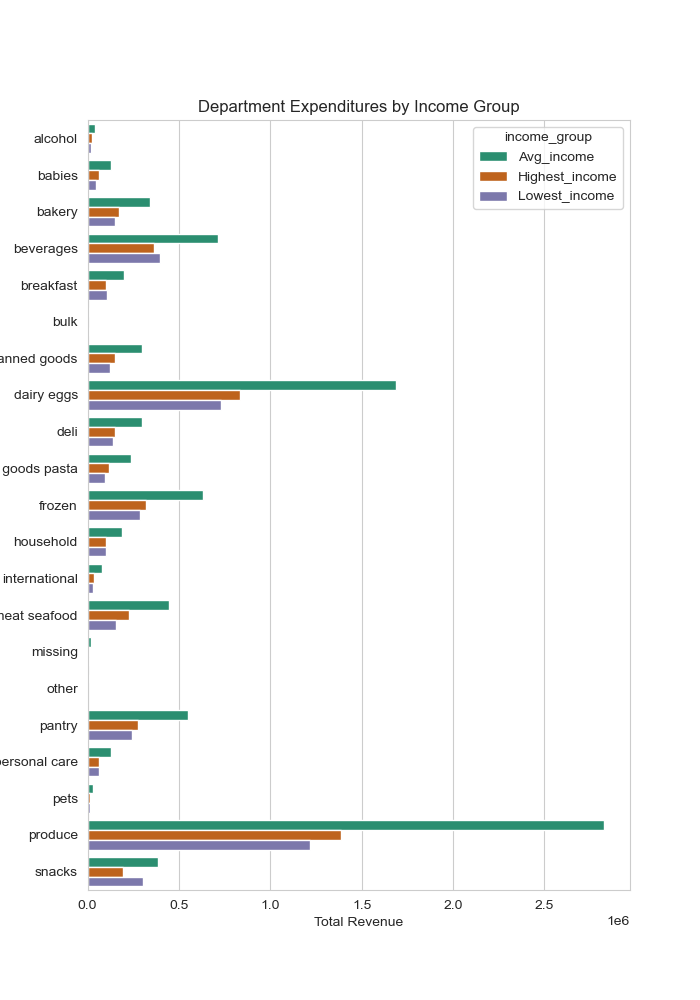 Department Expenditures by Income Group
income_group
Avg_income
Highest_income
Lowest_income
alcohol
babies
bakery
beverages
breakfast
bulk
anned goods
dairy eggs
deli
goods pasta
frozen
household
international
neat seafood
missing
other
pantry
personal care
pets
produce
snacks
0.0 0.5 1.0 1.5 2.0 2.5
1e6
Total Revenue